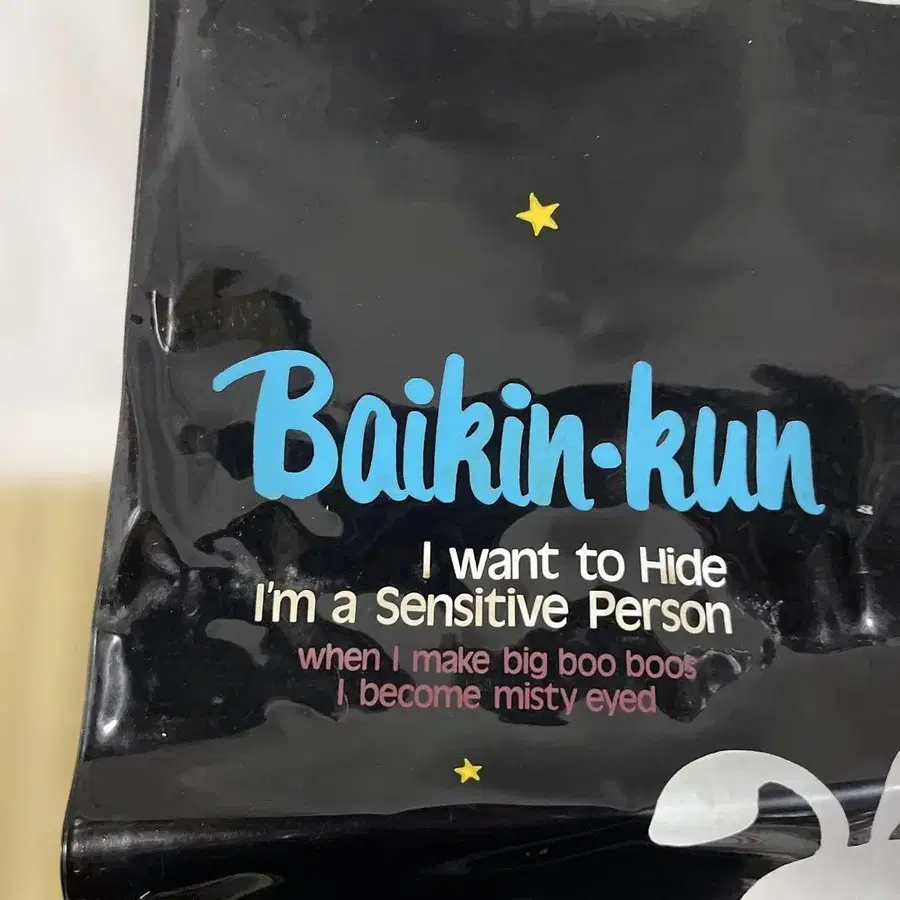 Baikin·kun
I want to Hide
I'm a Sensitive Person
when I make big boo boos
I become misty eyed